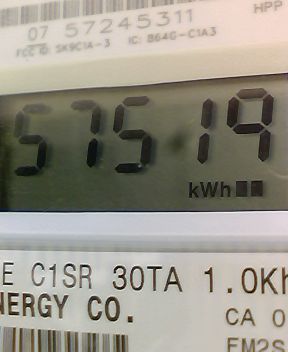 07 57245311
FCC ID: SK9C1A-3 IC: 864G-C1A3
HPP
57519
kWh
E C1SR 30TA 1.0Kh
NERGY CO.
CA 0
FM2S